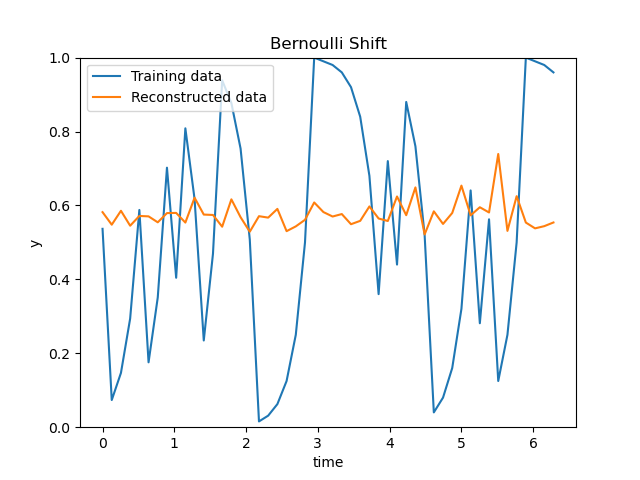 Bernoulli Shift
Training data
Reconstructed data
1.0
0.8
0.6
0.4
0.2
0.0
y
0 1 2 3 4 5 6
time